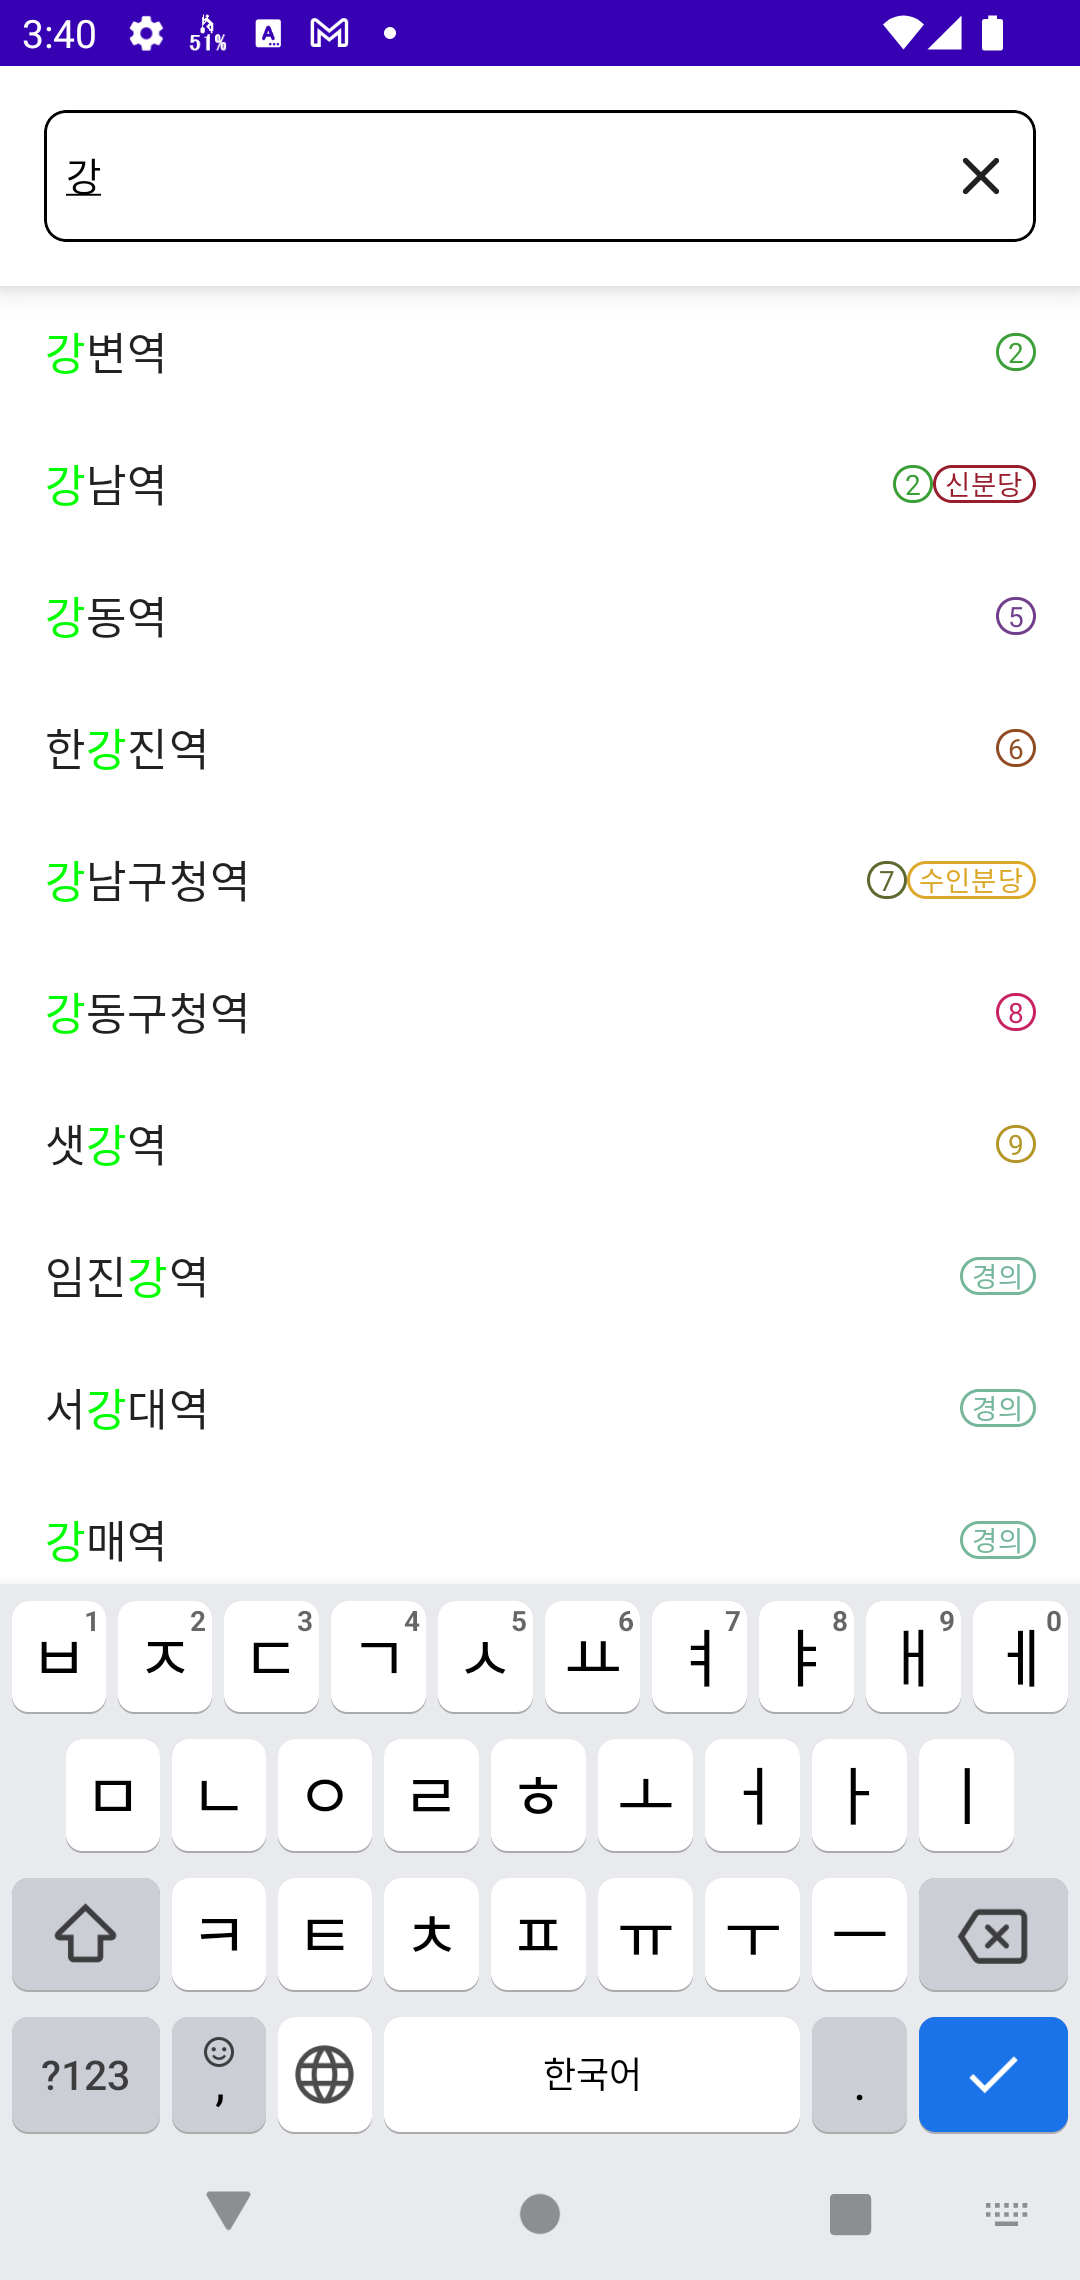 3:40 51% A
강
강변역 2
강남역 2 신분당
강동역 5
한강진역 6
강남구청역 7 수인분당
강동구청역 8
샛강역 9
임진강역 경의
서강대역 경의
강매역 경의
ㅂ 1 ㅈ 2 ㄷ 3 ㄱ 4 ㅅ 5 ㅛ 6 ㅕ 7 ㅑ 8 ㅐ 9 ㅔ 0
ㅁ ㄴ ㅇ ㄹ ㅎ ㅗ ㅓ ㅏ ㅣ
ㅋ ㅌ ㅊ ㅍ ㅠ ㅜ ㅡ
?123 , 한국어 .